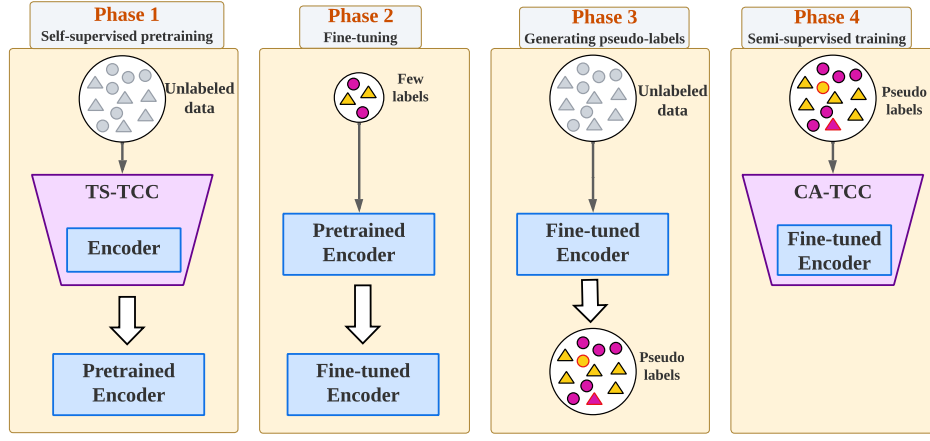 Phase 1
Self-supervised pretraining
Unlabeled
data
TS-TCC
Encoder
Pretrained
Encoder
Phase 2
Fine-tuning
Few
labels
Pretrained
Encoder
Fine-tuned
Encoder
Phase 3
Generating pseudo-labels
Unlabeled
data
Fine-tuned
Encoder
Pseudo
labels
Phase 4
Semi-supervised training
Pseudo
labels
CA-TCC
Fine-tuned
Encoder